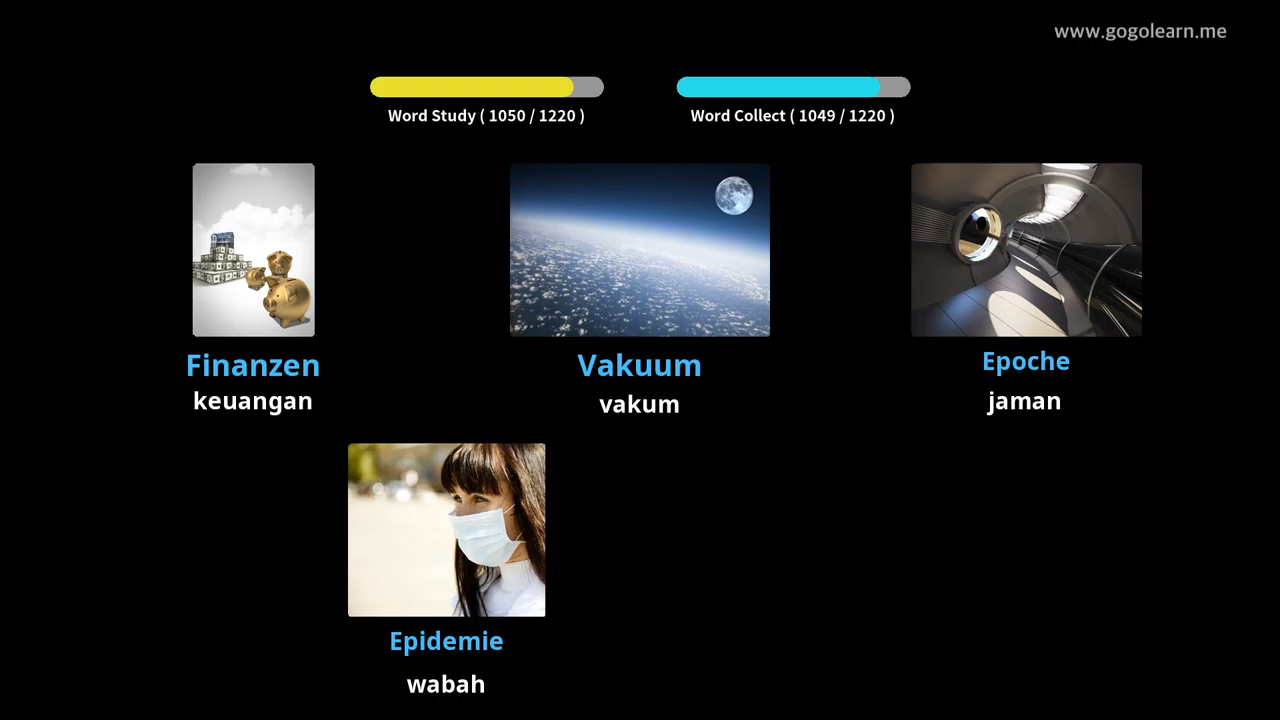 www.gogolearn.me
Word Study ( 1050 / 1220 )
Word Collect ( 1049 / 1220 )
Finanzen
keuangan
Vakuum
vakum
Epoche
jaman
Epidemie
wabah